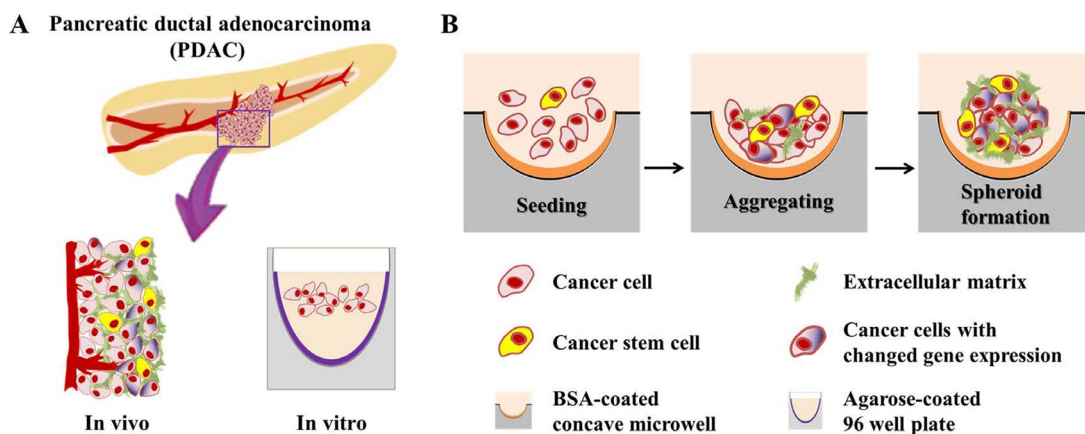 A
Pancreatic ductal adenocarcinoma
(PDAC)
In vivo
In vitro
B
Seeding
Aggregating
Spheroid
formation
Cancer cell
Extracellular matrix
Cancer stem cell
Cancer cells with
changed gene expression
BSA-coated
concave microwell
Agarose-coated
96 well plate